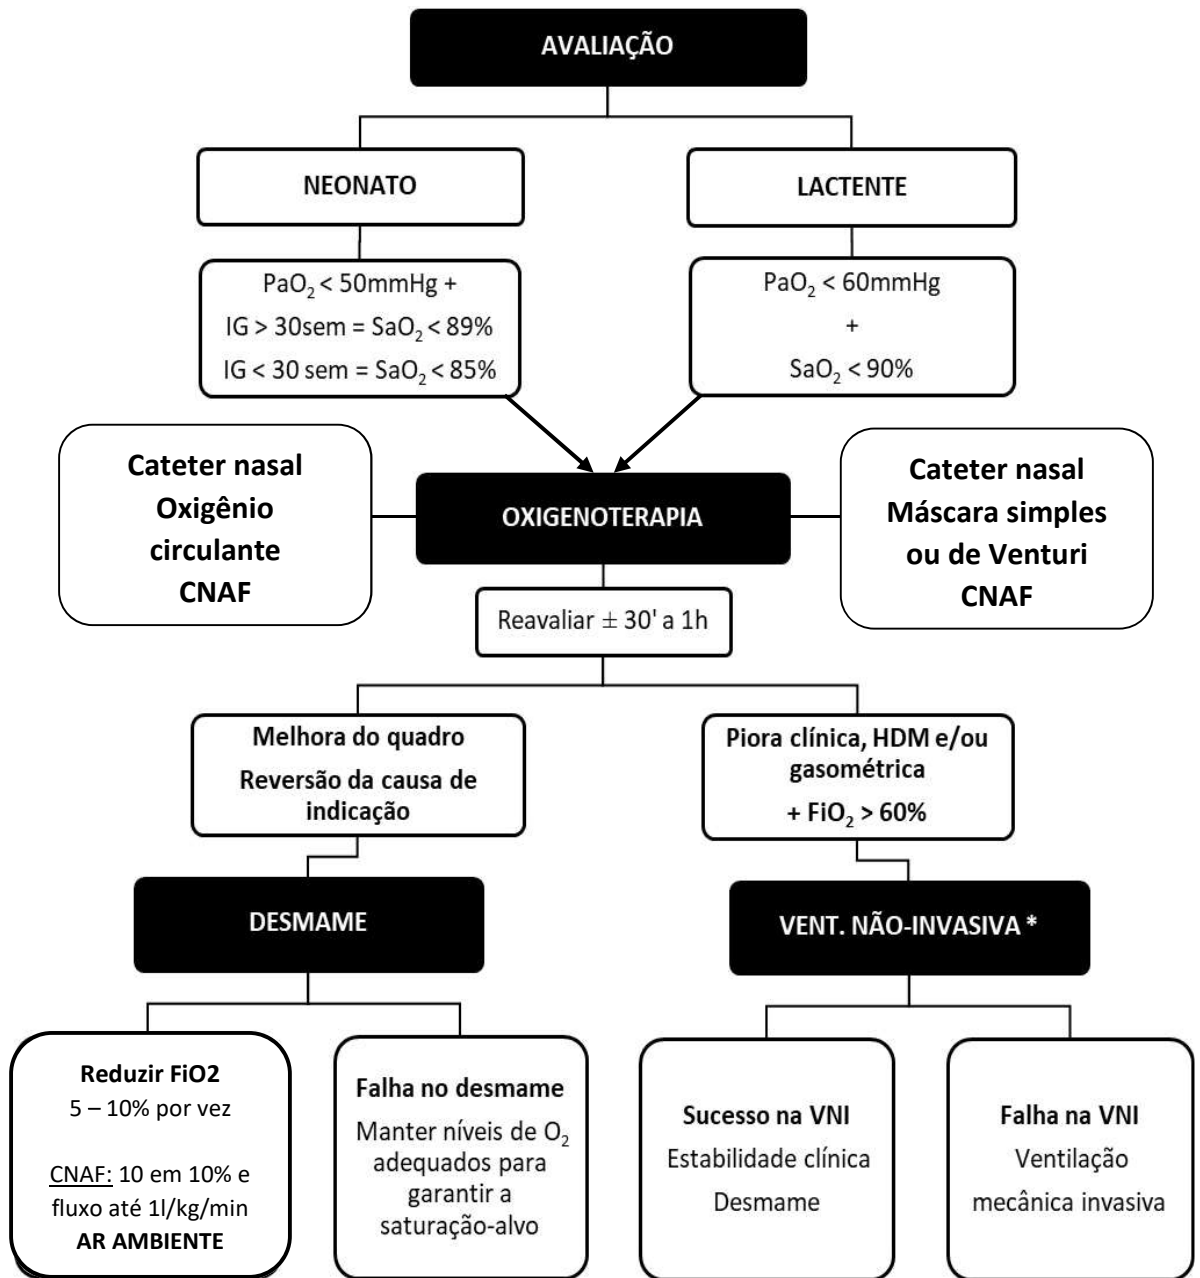 AVALIAÇÃO
NEONATO
LACTENTE
PaO₂ < 50mmHg +
IG > 30sem = SaO₂ < 89%
IG < 30 sem = SaO₂ < 85%
PaO₂ < 60mmHg
+
SaO₂ < 90%
Cateter nasal
Oxigênio
circulante
CNAF
OXIGENOTERAPIA
Cateter nasal
Máscara simples
ou de Venturi
CNAF
Reavaliar ± 30' a 1h
Melhora do quadro
Reversão da causa de
indicação
Piora clínica, HDM e/ou
gasométrica
+ FiO₂ > 60%
DESMAME
VENT. NÃO-INVASIVA *
Reduzir FiO2
5 – 10% por vez
CNAF: 10 em 10% e
fluxo até 1l/kg/min
AR AMBIENTE
Falha no desmame
Manter níveis de O₂
adequados para
garantir a
saturação-alvo
Sucesso na VNI
Estabilidade clínica
Desmame
Falha na VNI
Ventilação
mecânica invasiva